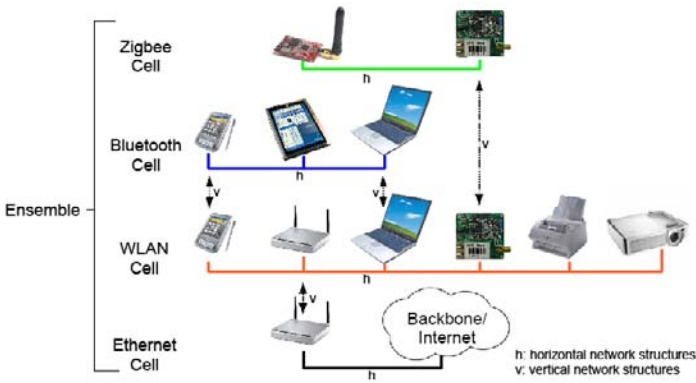 Zigbee
Cell
h
Bluetooth
Cell
v
h
v
v
Ensemble
WLAN
Cell
h
v
Backbone/
Internet
Ethernet
Cell
h
h: horizontal network structures
v: vertical network structures